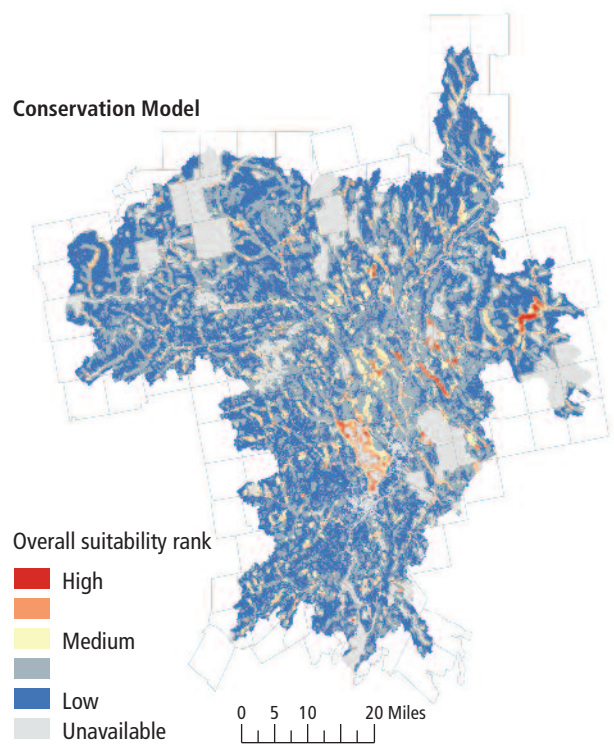 Conservation Model
Overall suitability rank
High
Medium
Low
Unavailable
0 5 10 20 Miles